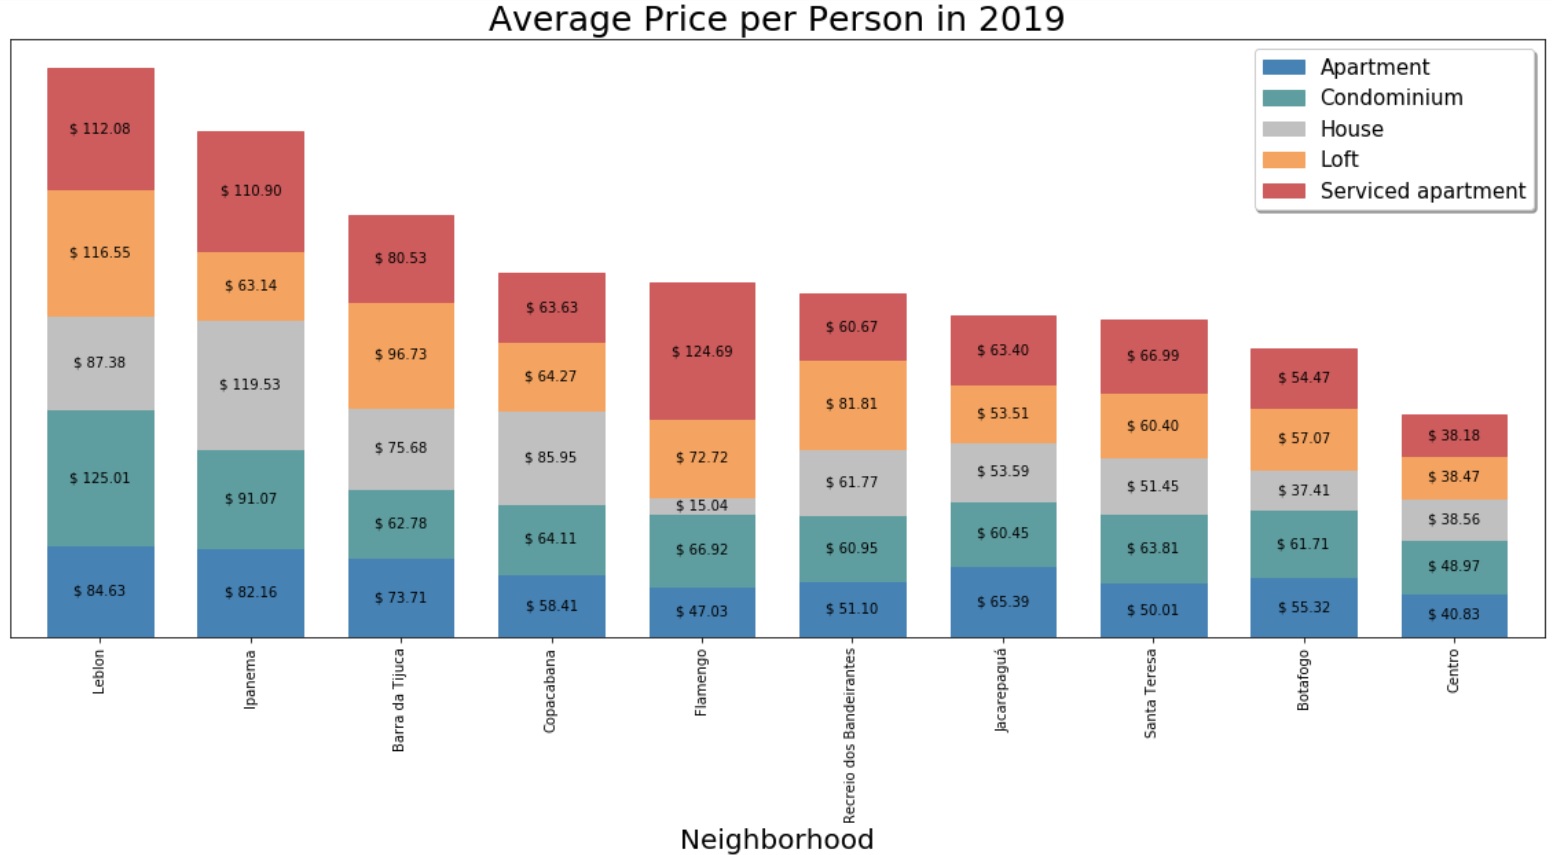 Average Price per Person in 2019
Apartment
Condominium
House
Loft
Serviced apartment
$ 112.08
$ 116.55
$ 87.38
$ 125.01
$ 84.63
$ 110.90
$ 63.14
$ 119.53
$ 91.07
$ 82.16
$ 80.53
$ 96.73
$ 75.68
$ 62.78
$ 73.71
$ 63.63
$ 64.27
$ 85.95
$ 64.11
$ 58.41
$ 124.69
$ 72.72
$ 15.04
$ 66.92
$ 47.03
$ 60.67
$ 81.81
$ 61.77
$ 60.95
$ 51.10
$ 63.40
$ 53.51
$ 53.59
$ 60.45
$ 65.39
$ 66.99
$ 60.40
$ 51.45
$ 63.81
$ 50.01
$ 54.47
$ 57.07
$ 37.41
$ 61.71
$ 55.32
$ 38.18
$ 38.47
$ 38.56
$ 48.97
$ 40.83
Leblon
Ipanema
Barra da Tijuca
Copacabana
Flamengo
Recreio dos Bandeirantes
Jacarepaguá
Santa Teresa
Botafogo
Centro
Neighborhood